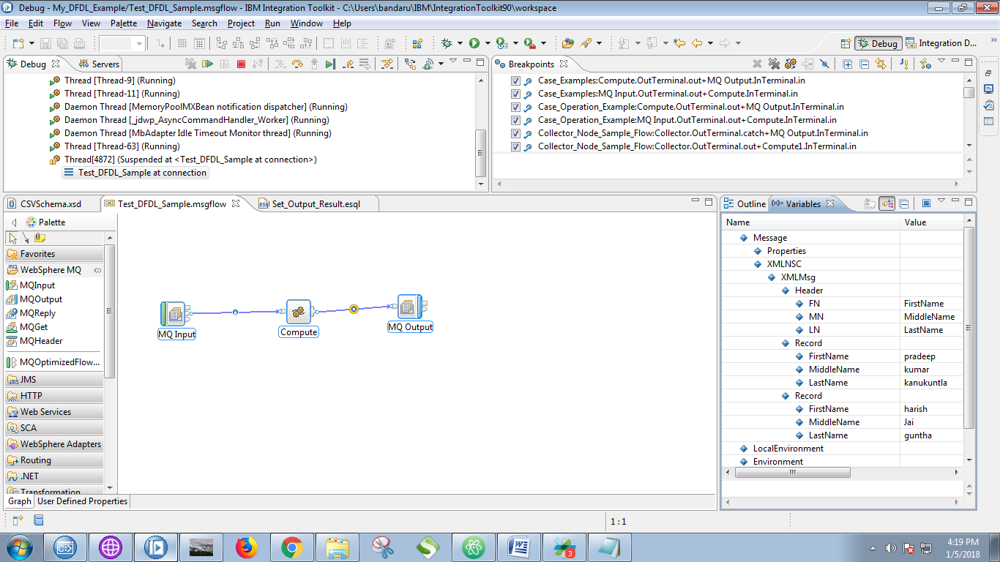 Debug - My_DFDL_Example/Test_DFDL_Sample.msgflow - IBM Integration Toolkit - C:\Users\bandaru\IBM\IntegrationToolkit90\workspace
File Edit Flow View Palette Navigate Search Project Run Window Help
Debug Integration D... »
Debug Servers
Thread [Thread-9] (Running)
Thread [Thread-11] (Running)
Daemon Thread [MemoryPoolMXBean notification dispatcher] (Running)
Daemon Thread [_jdwp_AsyncCommandHandler_Worker] (Running)
Daemon Thread [MbAdapter Idle Timeout Monitor thread] (Running)
Thread [Thread-63] (Running)
Thread[4872] (Suspended at <Test_DFDL_Sample at connection>)
Test_DFDL_Sample at connection
Breakpoints
Case_Examples:Compute.OutTerminal.out+MQ Output.InTerminal.in
Case_Examples:MQ Input.OutTerminal.out+Compute.InTerminal.in
Case_Operation_Example:Compute.OutTerminal.out+MQ Output.InTerminal.in
Case_Operation_Example:MQ Input.OutTerminal.out+Compute.InTerminal.in
Collector_Node_Sample_Flow:Collector.OutTerminal.catch+MQ Output.InTerminal.in
Collector_Node_Sample_Flow:Collector.OutTerminal.out+Compute1.InTerminal.in
CSVSchema.xsd Test_DFDL_Sample.msgflow Set_Output_Result.esql
Palette
Favorites
WebSphere MQ
MQInput
MQOutput
MQReply
MQGet
MQHeader
MQOptimizedFlow...
JMS
HTTP
Web Services
SCA
WebSphere Adapters
Routing
.NET
Transformation
MQ Input
Compute
MQ Output
Graph User Defined Properties
Outline Variables
Name Value
Message
Properties
XMLNSC
XMLMsg
Header
FN FirstName
MN MiddleName
LN LastName
Record
FirstName pradeep
MiddleName kumar
LastName kanukuntla
Record
FirstName harish
MiddleName Jai
LastName guntha
LocalEnvironment
Environment
1 : 1
3
4:19 PM
1/5/2018